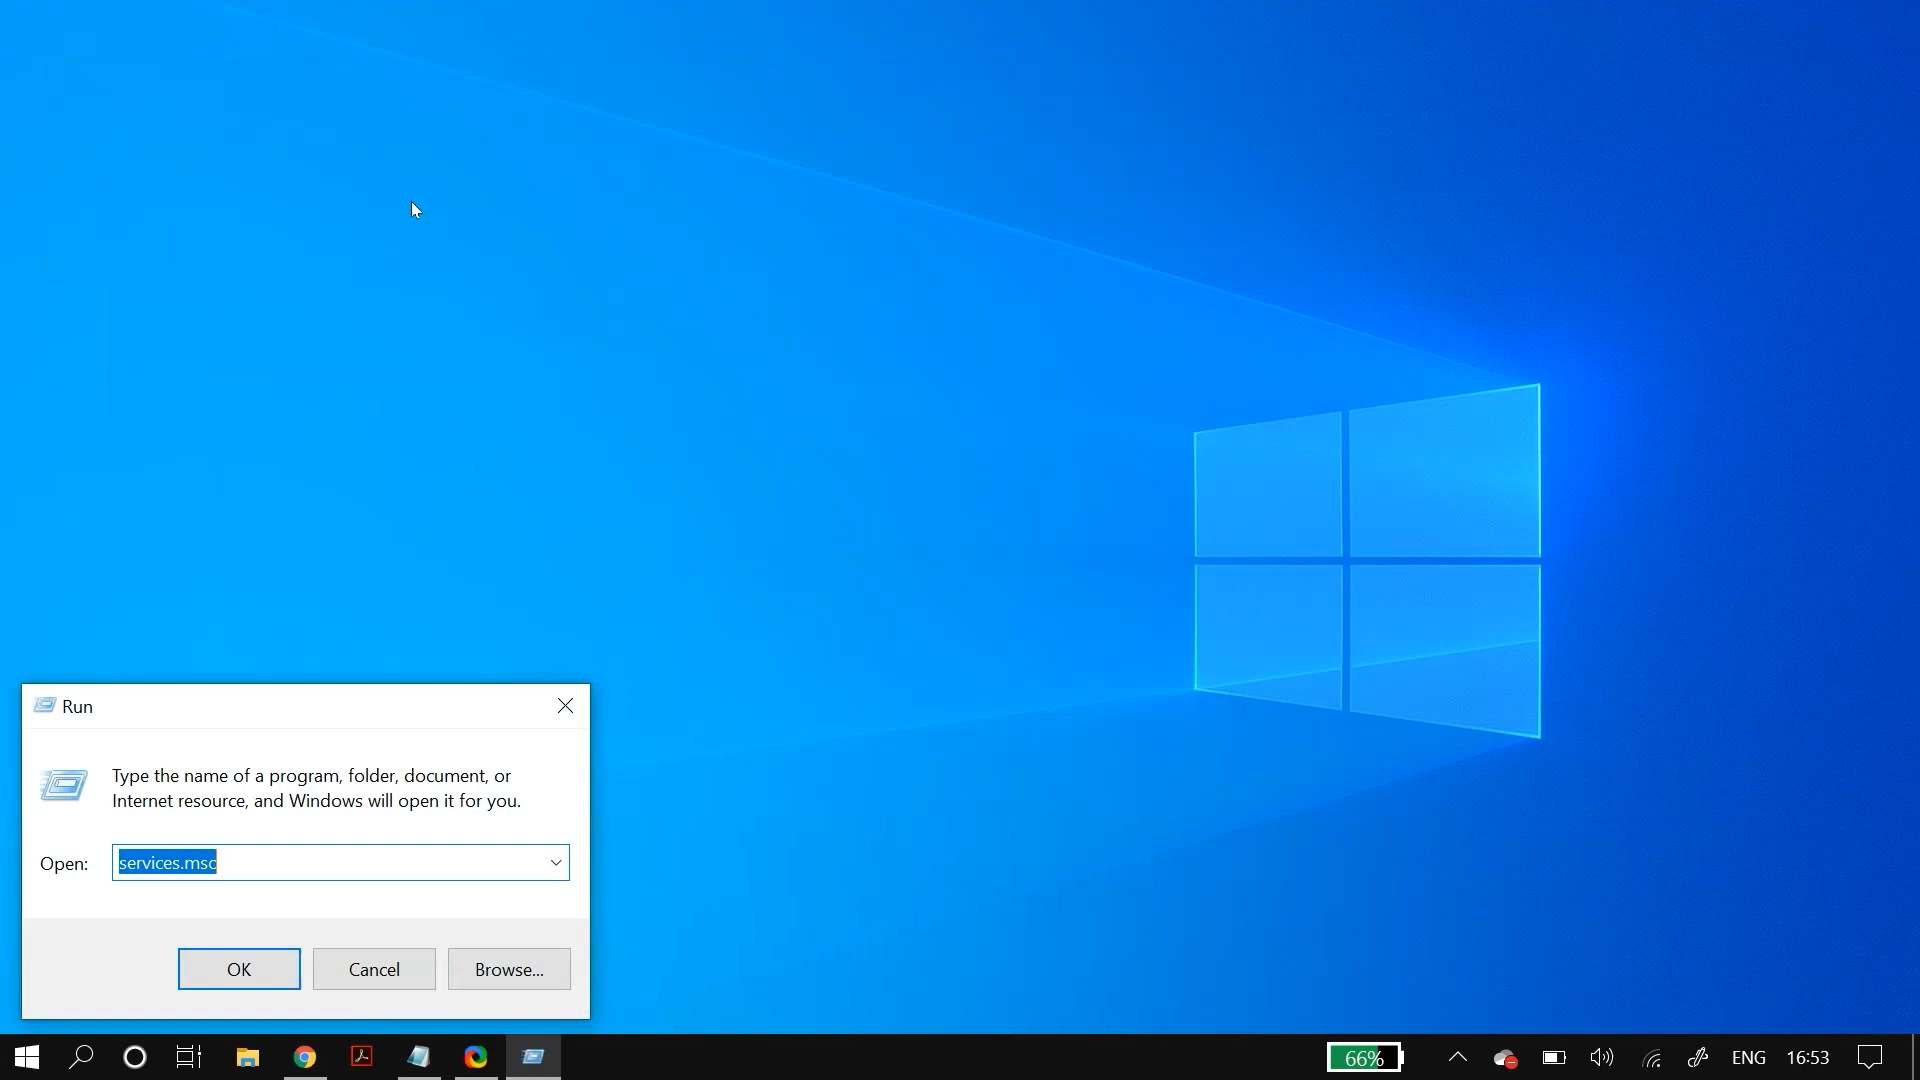 Run
Type the name of a program, folder, document, or
Internet resource, and Windows will open it for you.
Open: services.msc
OK Cancel Browse...
66% ENG 16:53